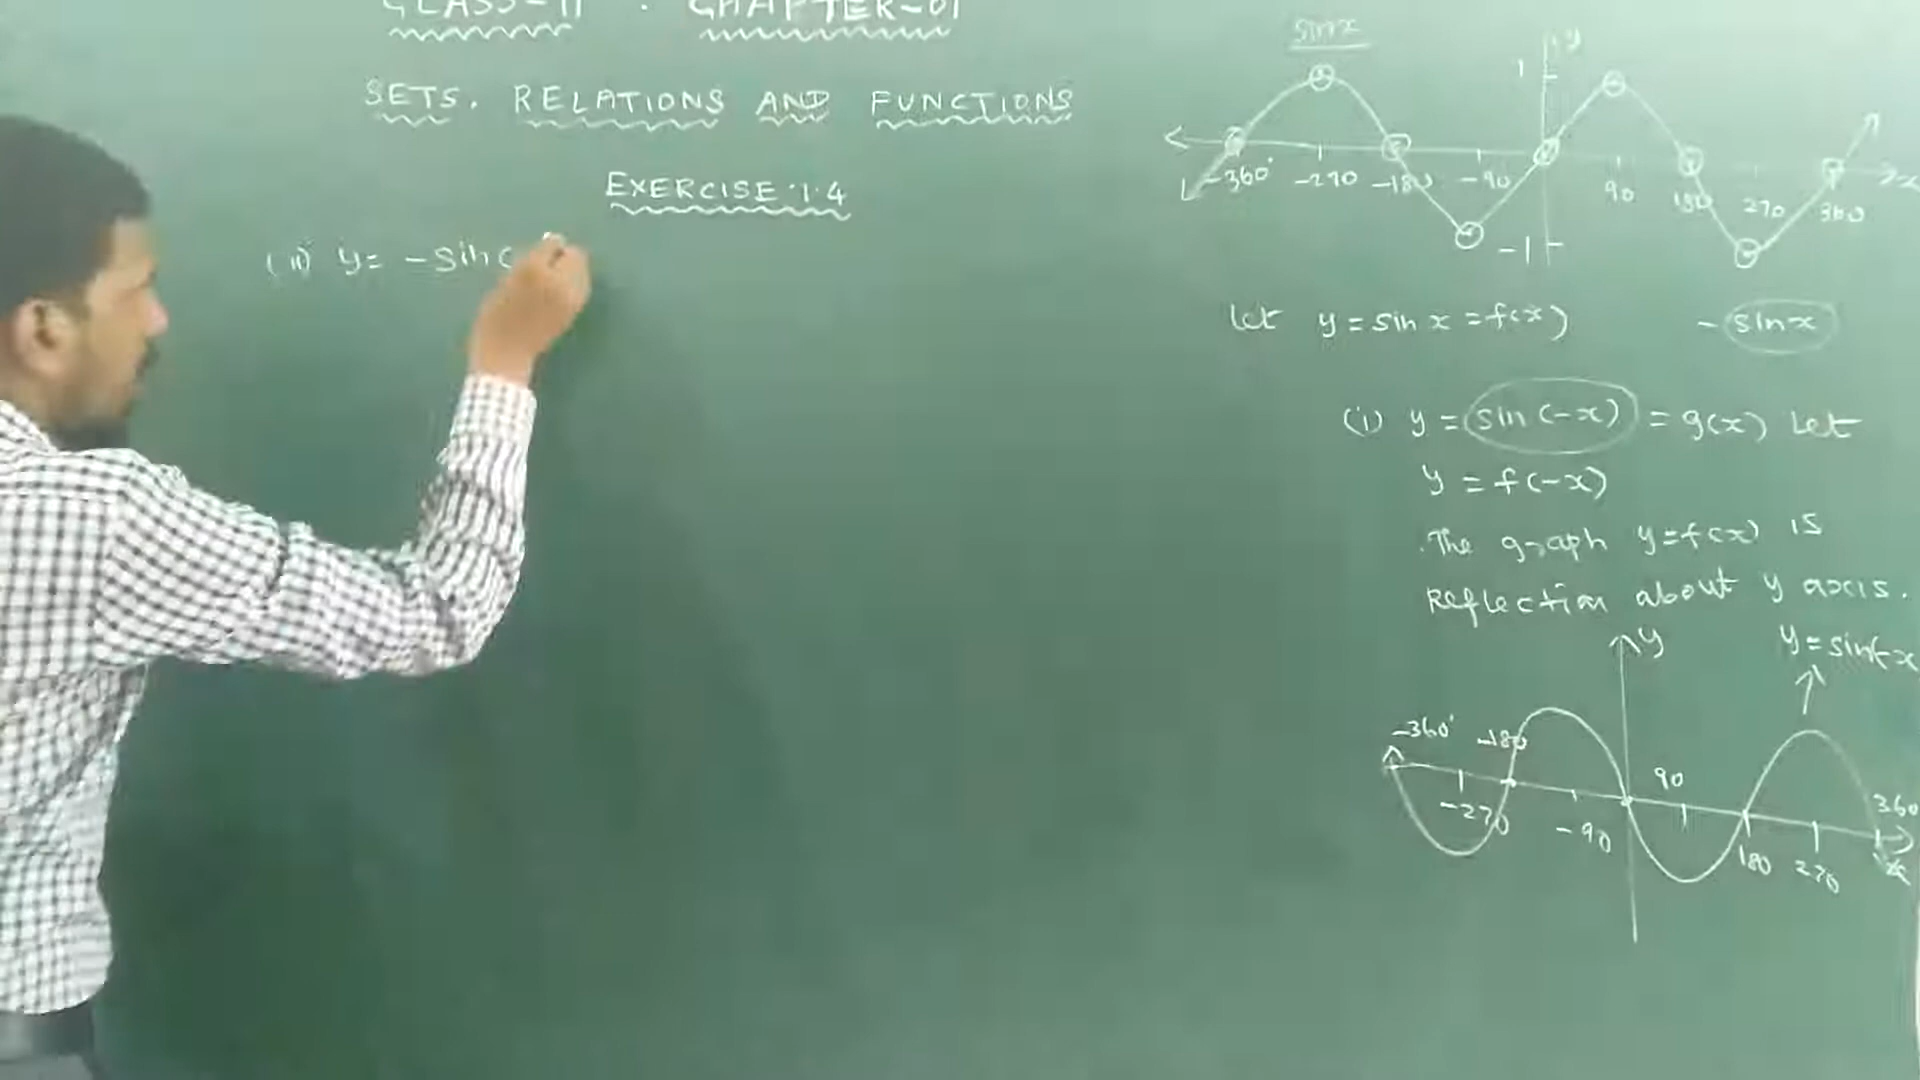 CLASS-11 . CHAPTER-01
SETS, RELATIONS AND FUNCTIONS
EXERCISE:1.4
(ii) y = -sin(
sinx
y
1
-360° -270 -180 -90 90 180 270 360 x
-1
Let y = sin x = f(x) - sinx
(i) y = sin (-x) = g(x) Let
y = f(-x)
The graph y=f(x) is
Reflection about y axis.
y y = sin(-x
-360° -180 90 360
-270 -90 180 270 x